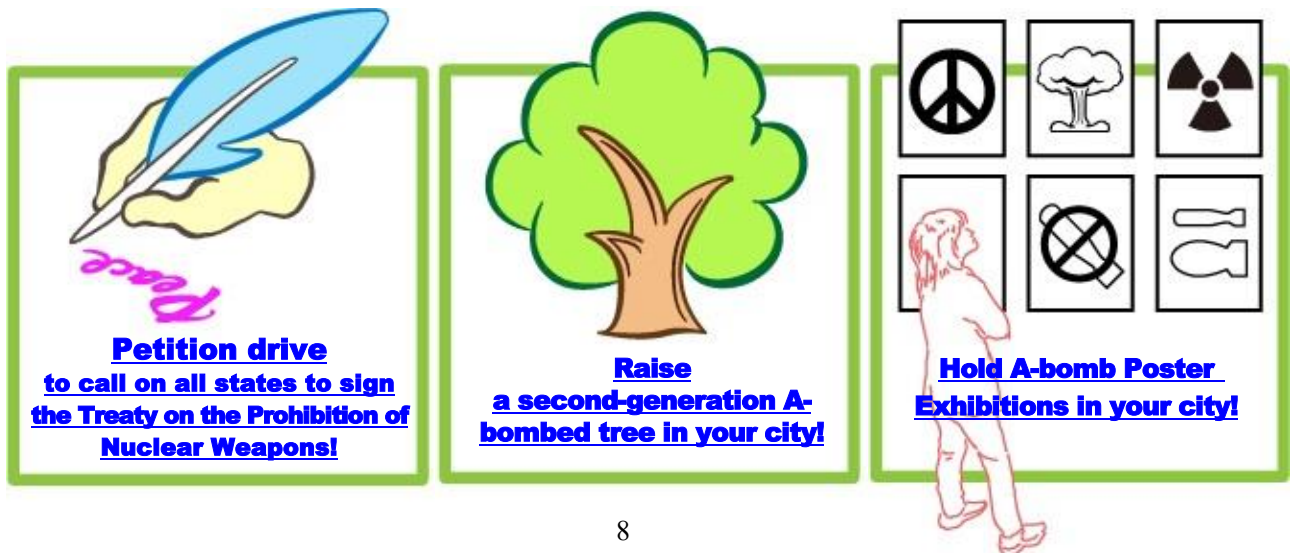 Peace
Petition drive
to call on all states to sign
the Treaty on the Prohibition of
Nuclear Weapons!
Raise
a second-generation A-
bombed tree in your city!
Hold A-bomb Poster
Exhibitions in your city!
8